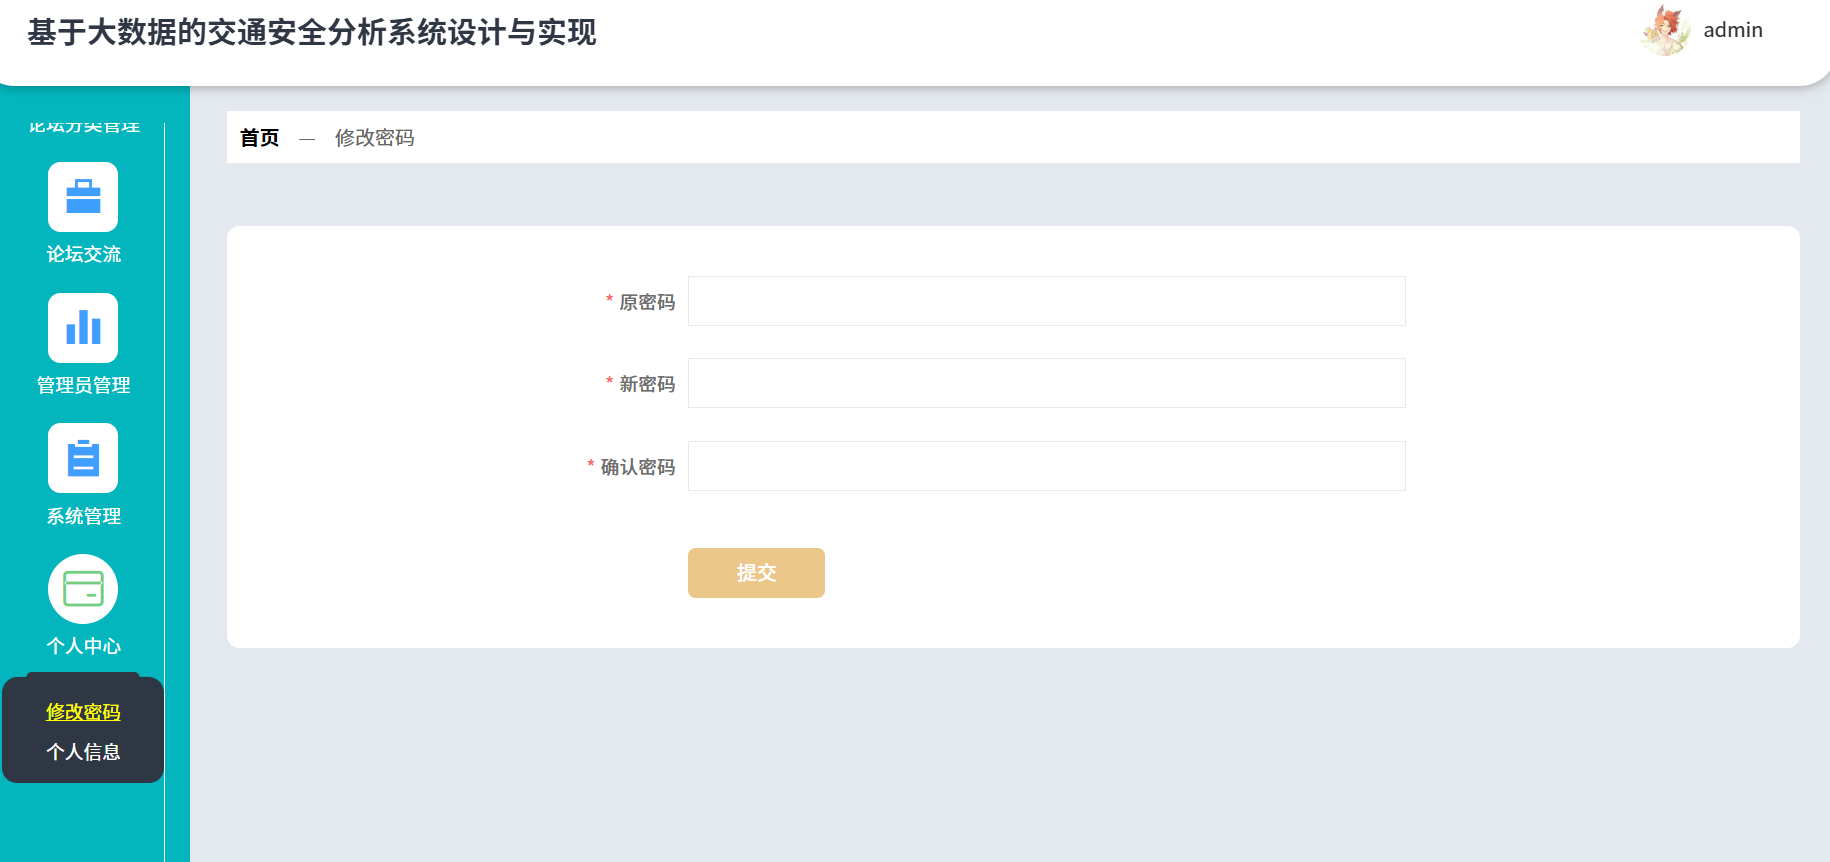 基于大数据的交通安全分析系统设计与实现
admin
论坛分类管理
论坛交流
管理员管理
系统管理
个人中心
修改密码
个人信息
首页 — 修改密码
* 原密码
* 新密码
* 确认密码
提交